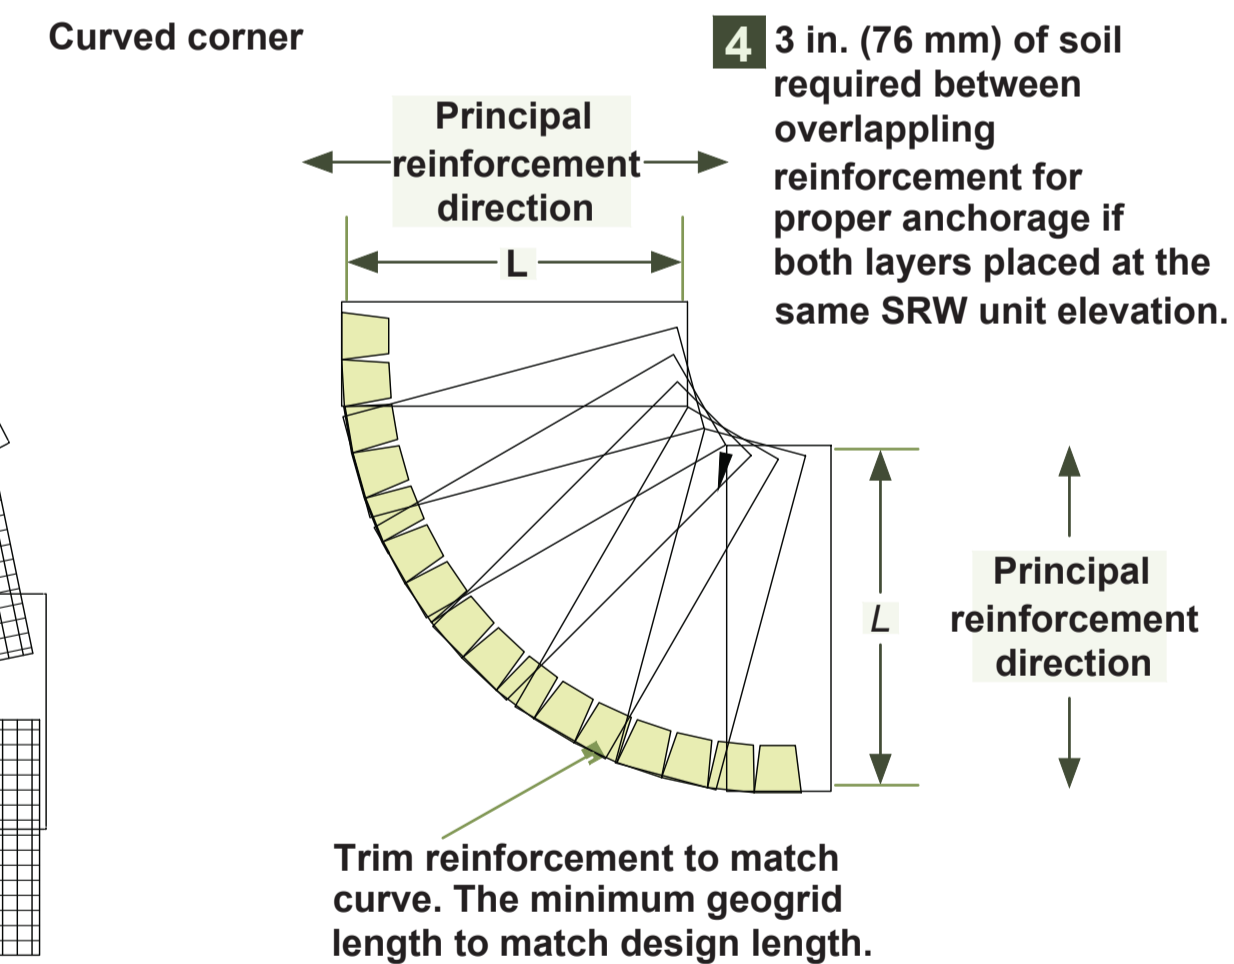 Curved corner
4 3 in. (76 mm) of soil
required between
overlappling
reinforcement for
proper anchorage if
both layers placed at the
same SRW unit elevation.
Principal
reinforcement
direction
L
L
Principal
reinforcement
direction
Trim reinforcement to match
curve. The minimum geogrid
length to match design length.